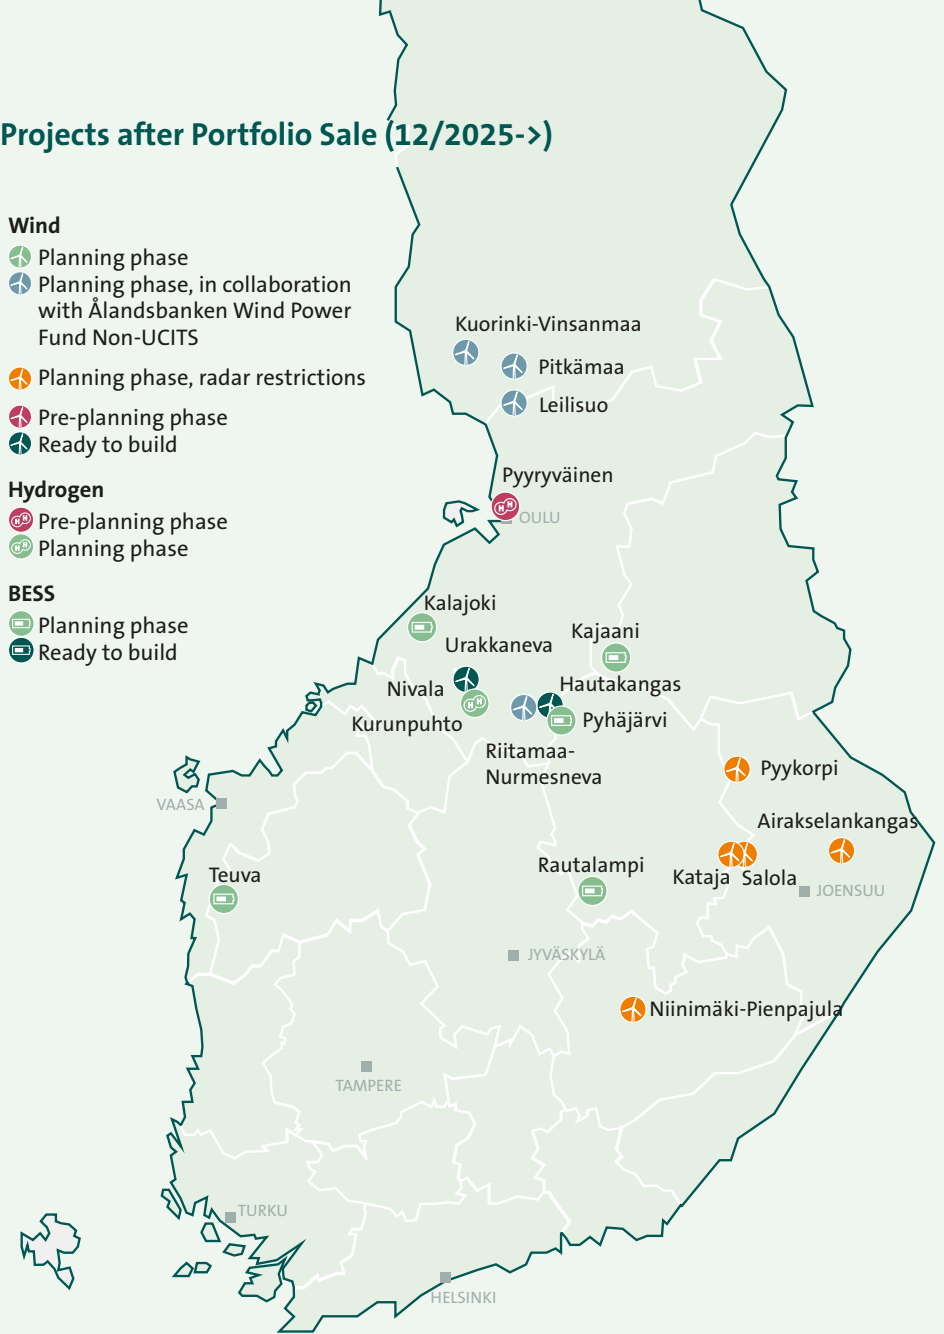 Projects after Portfolio Sale (12/2025->)
Wind
Planning phase
Planning phase, in collaboration
with Ålandsbanken Wind Power
Fund Non-UCITS
Planning phase, radar restrictions
Pre-planning phase
Ready to build
Hydrogen
Pre-planning phase
Planning phase
BESS
Planning phase
Ready to build
Kuorinki-Vinsanmaa
Pitkämaa
Leilisuo
Pyyryväinen
OULU
Kalajoki
Urakkaneva
Kajaani
Nivala
Hautakangas
Kurunpuhto
Pyhäjärvi
Riitamaa-
Nurmesneva
Pyykorpi
VAASA
Airakselankangas
Teuva
Rautalampi
Kataja
Salola
JOENSUU
JYVÄSKYLÄ
Niinimäki-Pienpajula
TAMPERE
TURKU
HELSINKI